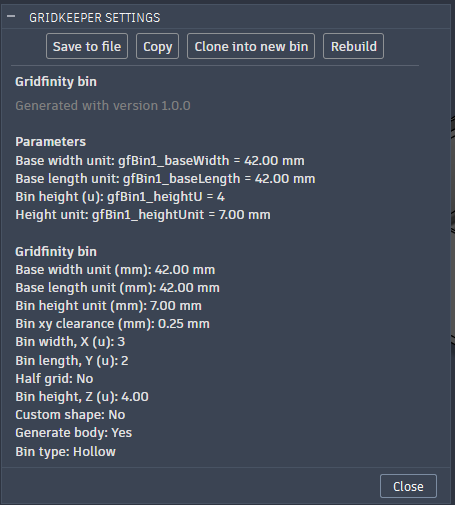 GRIDKEEPER SETTINGS
Save to file Copy Clone into new bin Rebuild
Gridfinity bin
Generated with version 1.0.0
Parameters
Base width unit: gfBin1_baseWidth = 42.00 mm
Base length unit: gfBin1_baseLength = 42.00 mm
Bin height (u): gfBin1_heightU = 4
Height unit: gfBin1_heightUnit = 7.00 mm
Gridfinity bin
Base width unit (mm): 42.00 mm
Base length unit (mm): 42.00 mm
Bin height unit (mm): 7.00 mm
Bin xy clearance (mm): 0.25 mm
Bin width, X (u): 3
Bin length, Y (u): 2
Half grid: No
Bin height, Z (u): 4.00
Custom shape: No
Generate body: Yes
Bin type: Hollow
Close